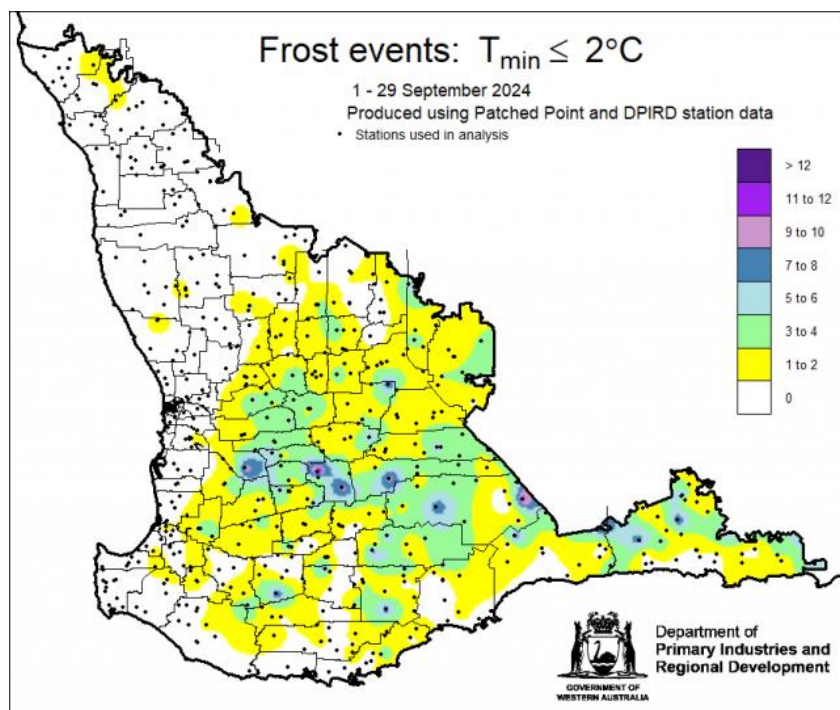 Frost events: Tmin ≤ 2°C
1 - 29 September 2024
Produced using Patched Point and DPIRD station data
• Stations used in analysis
> 12
11 to 12
9 to 10
7 to 8
5 to 6
3 to 4
1 to 2
0
Department of
Primary Industries and
Regional Development
GOVERNMENT OF
WESTERN AUSTRALIA